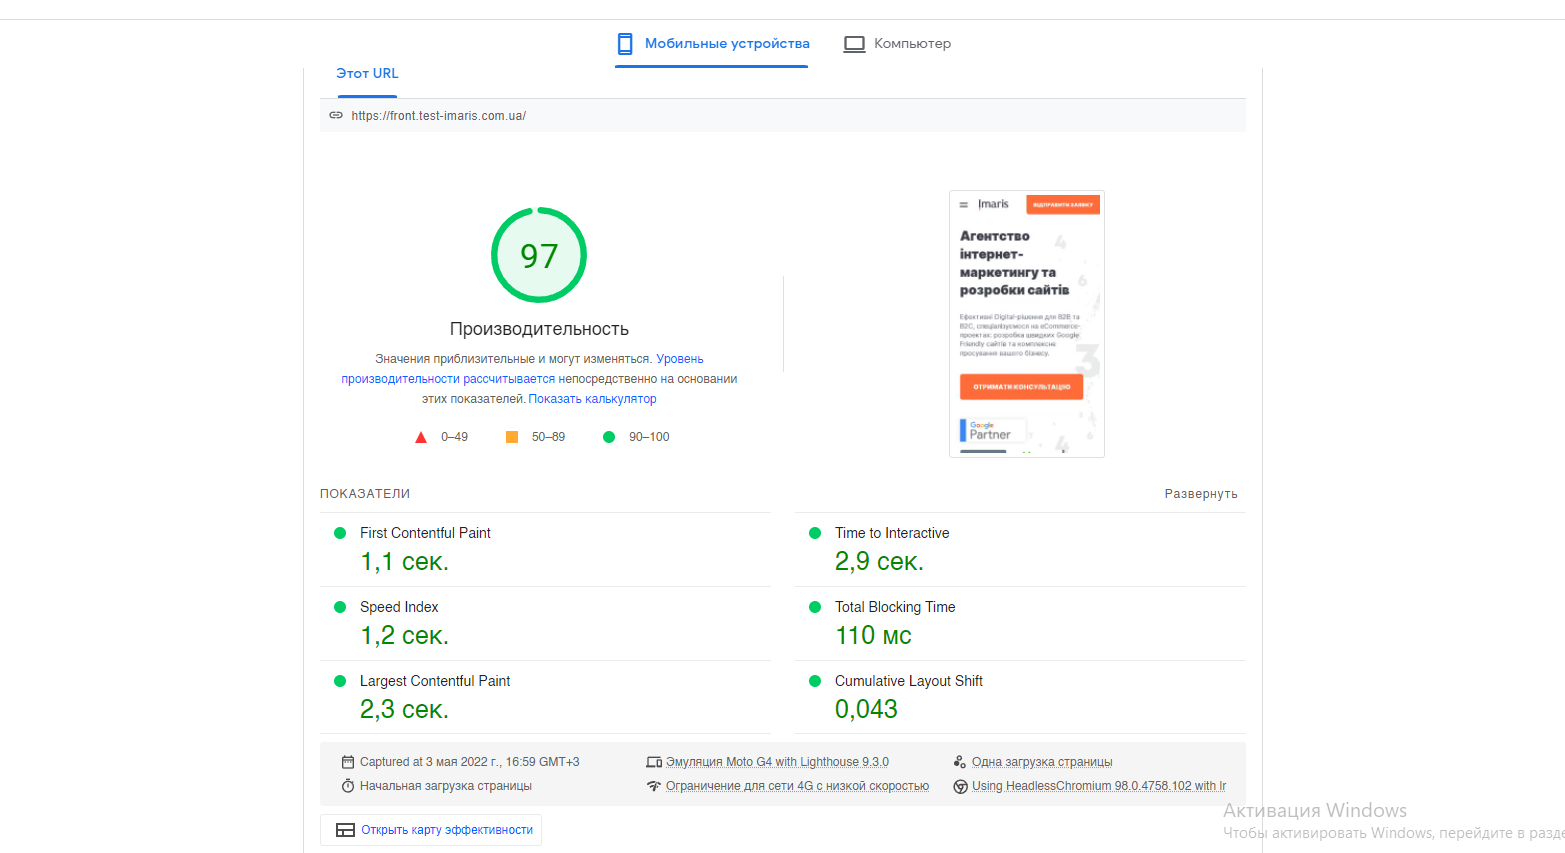 Мобильные устройства
Компьютер
Этот URL
https://front.test-imaris.com.ua/
97
Производительность
Значения приблизительные и могут изменяться. Уровень
производительности рассчитывается непосредственно на основании
этих показателей. Показать калькулятор
0–49
50–89
90–100
Imaris
ВІДПРАВИТИ ЗАЯВКУ
Агентство
інтернет-
маркетингу та
розробки сайтів
Ефективні Digital-рішення для B2B та
B2C, спеціалізуємося на eCommerce-
проектах: розробка швидких Google
Friendly сайтів та комплексне
просування вашого бізнесу.
ОТРИМАТИ КОНСУЛЬТАЦІЮ
Google
Partner
4
6
3
4
ПОКАЗАТЕЛИ
Развернуть
First Contentful Paint
1,1 сек.
Time to Interactive
2,9 сек.
Speed Index
1,2 сек.
Total Blocking Time
110 мс
Largest Contentful Paint
2,3 сек.
Cumulative Layout Shift
0,043
Captured at 3 мая 2022 г., 16:59 GMT+3
Эмуляция Moto G4 with Lighthouse 9.3.0
Одна загрузка страницы
Начальная загрузка страницы
Ограничение для сети 4G с низкой скоростью
Using HeadlessChromium 98.0.4758.102 with lr
Открыть карту эффективности
Активация Windows
Чтобы активировать Windows, перейдите в разде